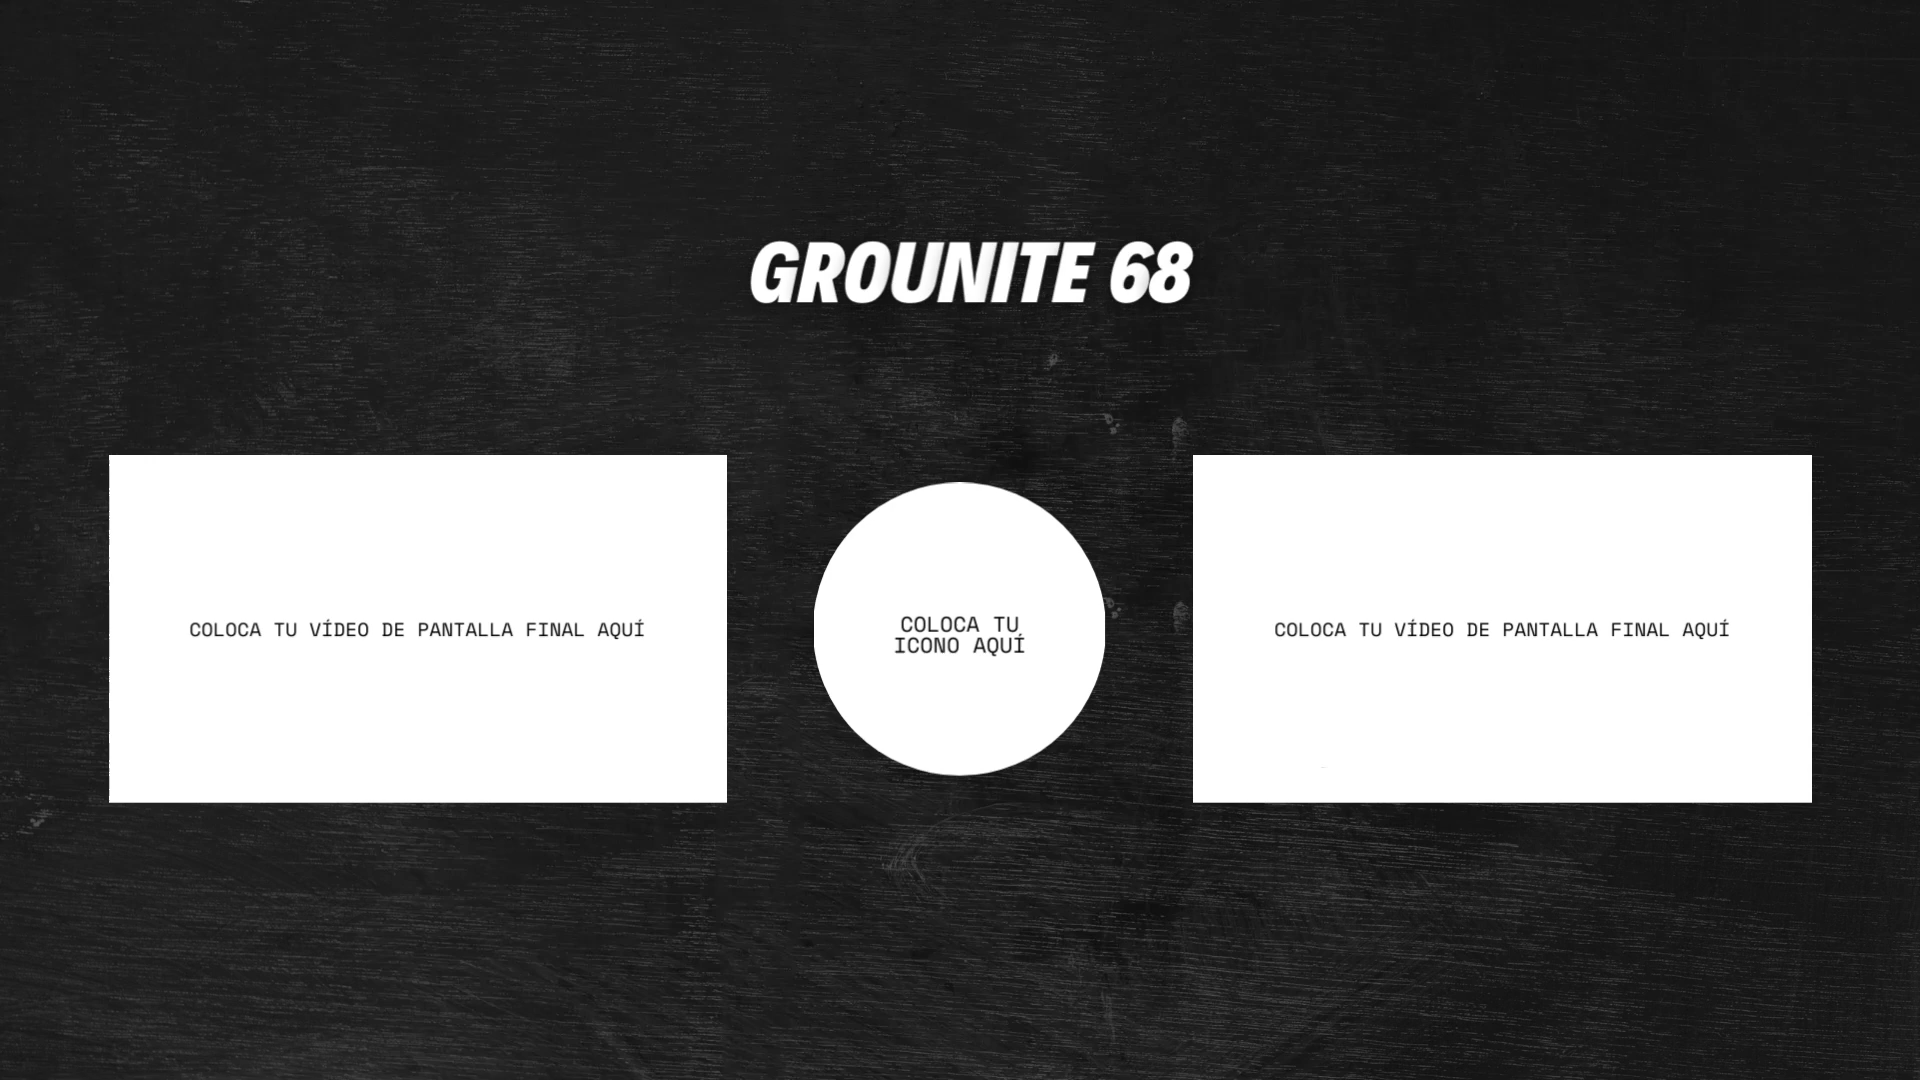 GROUNITE 68
COLOCA TU VÍDEO DE PANTALLA FINAL AQUÍ
COLOCA TU
ICONO AQUÍ
COLOCA TU VÍDEO DE PANTALLA FINAL AQUÍ